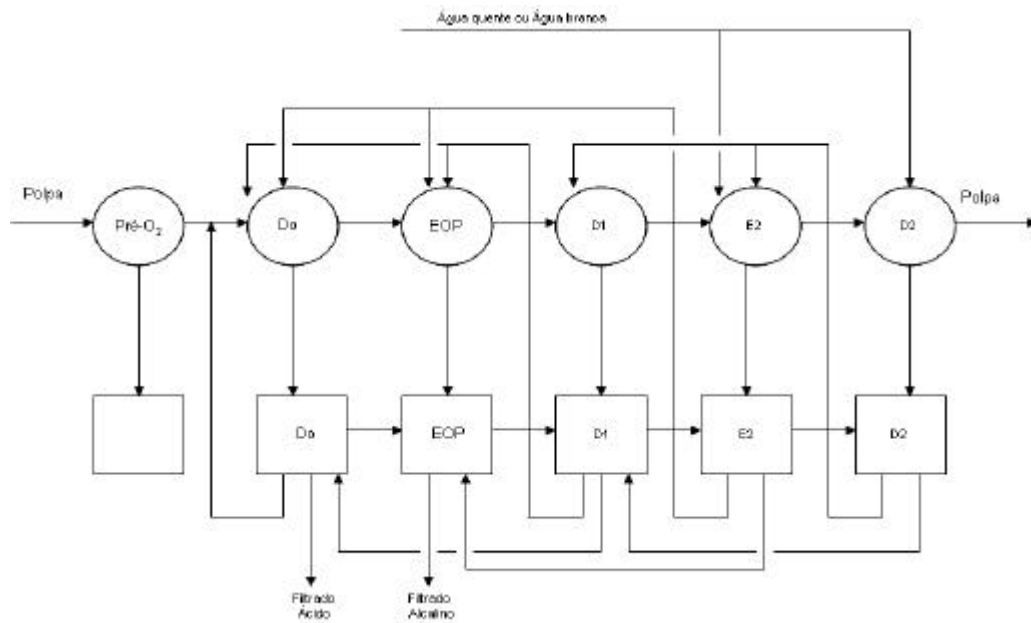 Água quente ou Água branca
Polpa
Pré-O₂
Do
EOP
D1
E2
D2
Polpa
Do
EOP
D1
E2
D2
Filtrado
Ácido
Filtrado
Alcalino